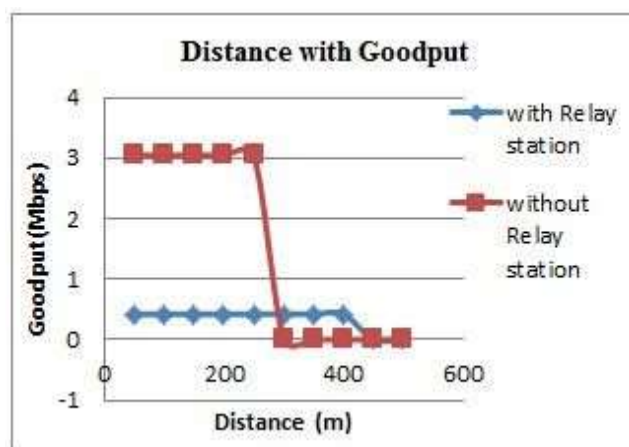 Distance with Goodput
4
3
2
1
0
-1
0 200 400 600
Goodput(Mbps)
Distance (m)
with Relay
station
without
Relay
station